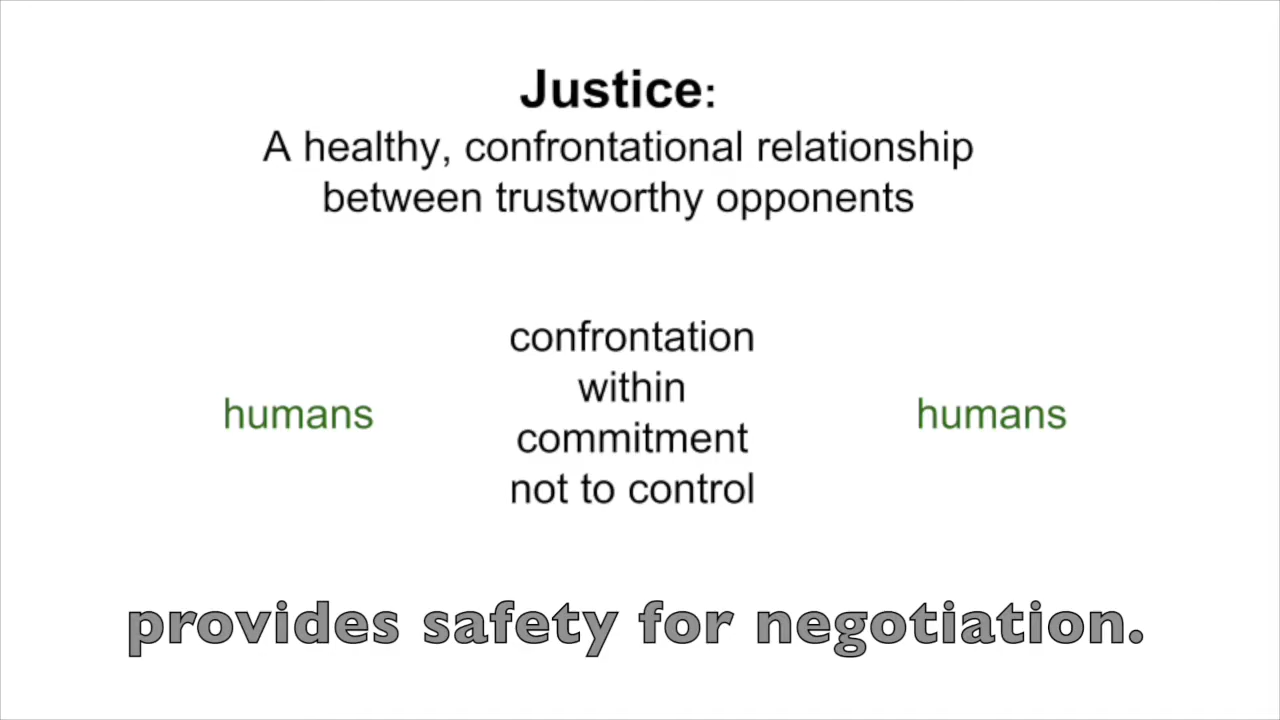 Justice:
A healthy, confrontational relationship
between trustworthy opponents
confrontation
within
humans
humans
commitment
not to control
provides safety for negotiation.